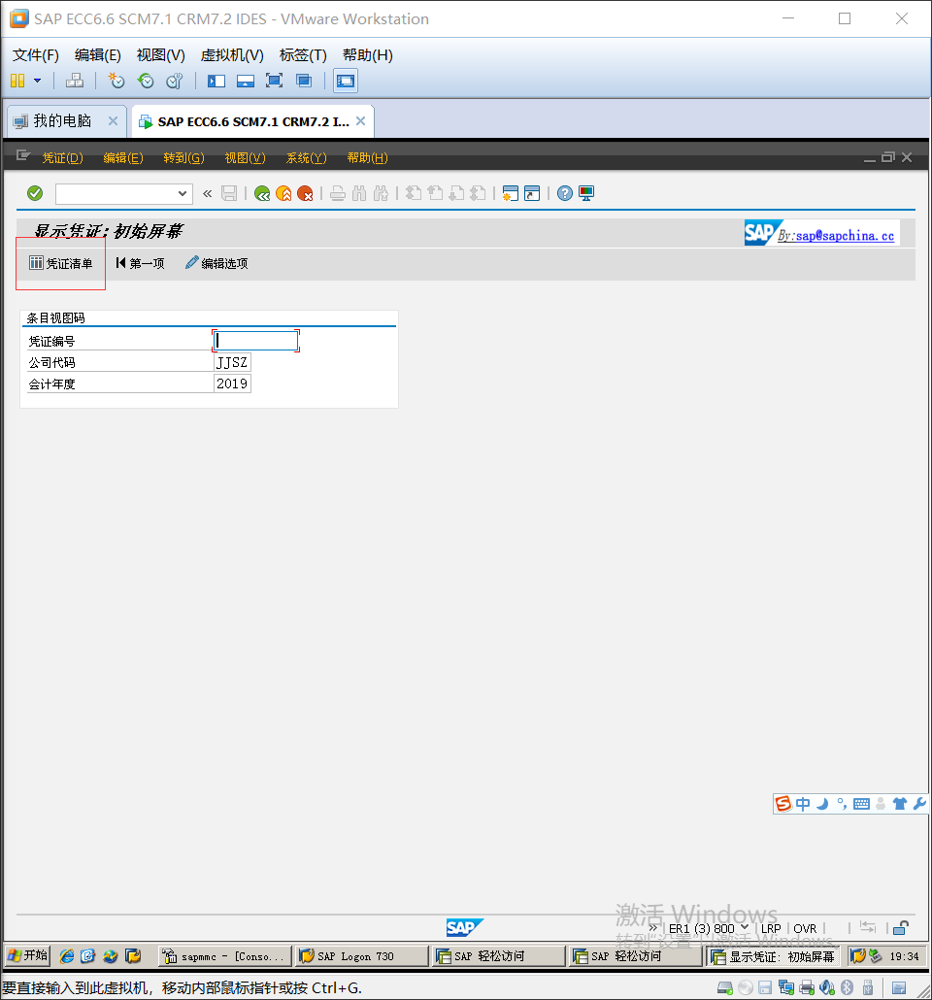 SAP ECC6.6 SCM7.1 CRM7.2 IDES - VMware Workstation
文件(F) 编辑(E) 视图(V) 虚拟机(V) 标签(T) 帮助(H)
我的电脑 SAP ECC6.6 SCM7.1 CRM7.2 I...
凭证(D) 编辑(E) 转到(G) 视图(V) 系统(Y) 帮助(H)
显示凭证: 初始屏幕
SAP By:sap@sapchina.cc
凭证清单 第一项 编辑选项
条目视图码
凭证编号
公司代码 JJSZ
会计年度 2019
中
激活 Windows
SAP ER1 (3) 800 LRP OVR
转到"设置"以激活 Windows。
开始 sapmmc - [Conso... SAP Logon 730 SAP 轻松访问 SAP 轻松访问 显示凭证: 初始屏幕 19:34
要直接输入到此虚拟机，移动内部鼠标指针或按 Ctrl+G.